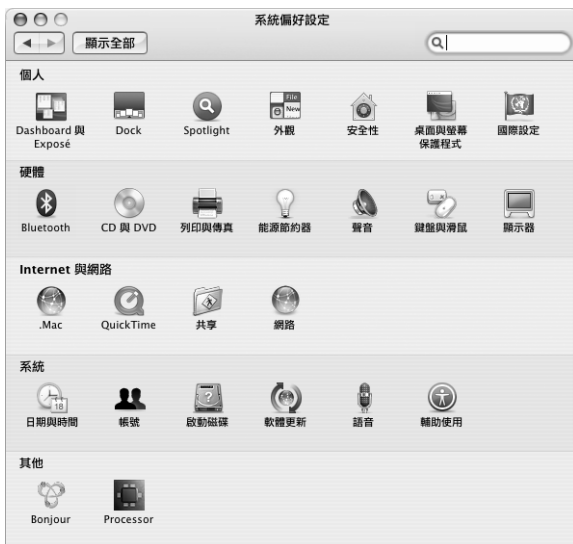 系統偏好設定
顯示全部
個人
Dashboard 與 Exposé
Dock
Spotlight
File
New
外觀
安全性
桌面與螢幕
保護程式
國際設定
硬體
Bluetooth
CD 與 DVD
列印與傳真
能源節約器
聲音
鍵盤與滑鼠
顯示器
Internet 與網路
.Mac
QuickTime
共享
網路
系統
18
日期與時間
帳號
?
啟動磁碟
軟體更新
語音
輔助使用
其他
Bonjour
Processor